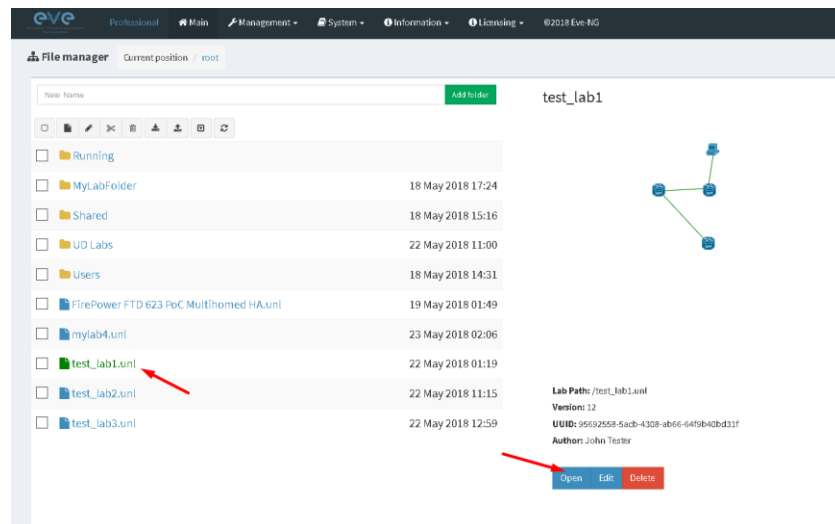 eve Professional Main Management System Information Licensing ©2018 Eve-NG
File manager Current position / root
New Name Add folder
test_lab1
Running
MyLabFolder 18 May 2018 17:24
Shared 18 May 2018 15:16
UD Labs 22 May 2018 11:00
Users 18 May 2018 14:31
FirePower FTD 623 PoC Multihomed HA.unl 19 May 2018 01:49
mylab4.unl 23 May 2018 02:06
test_lab1.unl 22 May 2018 01:19
test_lab2.unl 22 May 2018 11:15
test_lab3.unl 22 May 2018 12:59
Lab Path: /test_lab1.unl
Version: 12
UUID: 95692558-5acb-4308-ab66-64f9b40bd31f
Author: John Tester
Open Edit Delete